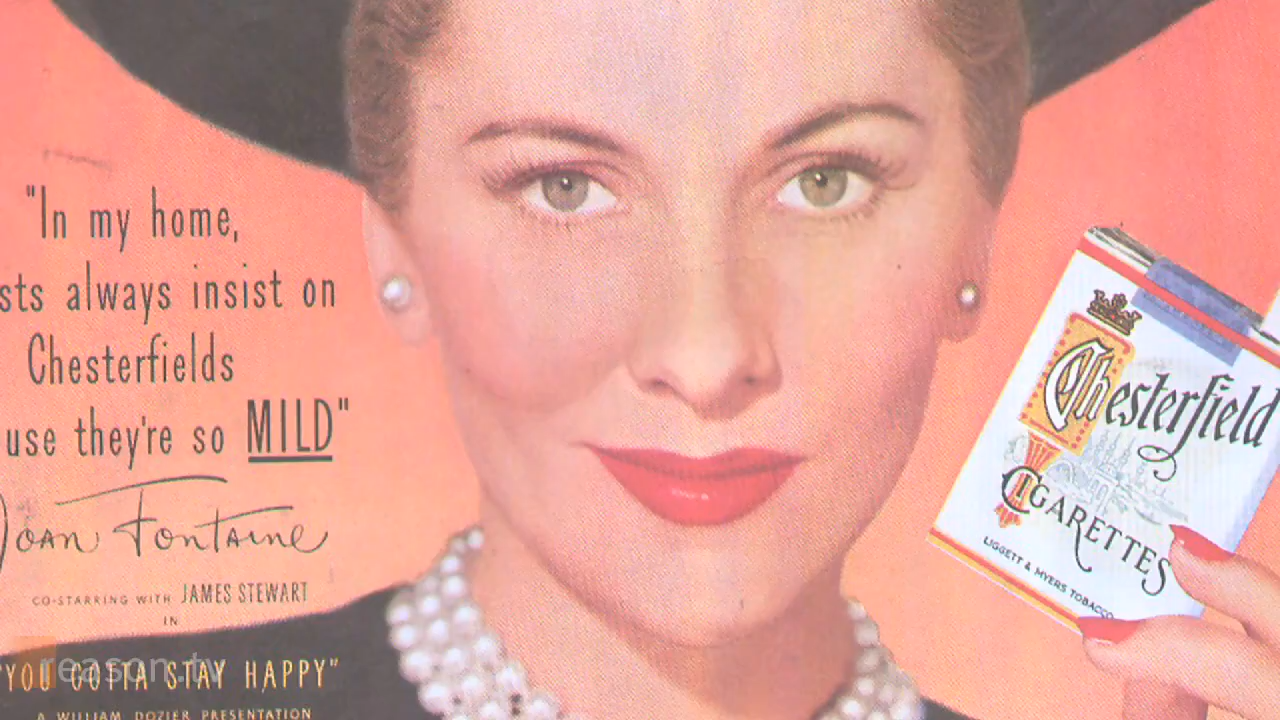 "In my home,
sts always insist on
Chesterfields
use they're so MILD"
Joan Fontaine
CO-STARRING WITH JAMES STEWART
IN
"YOU GOTTA STAY HAPPY"
A WILLIAM DOZIER PRESENTATION
reason.tv
Chesterfield
CIGARETTES
LIGGETT & MYERS TOBACCO